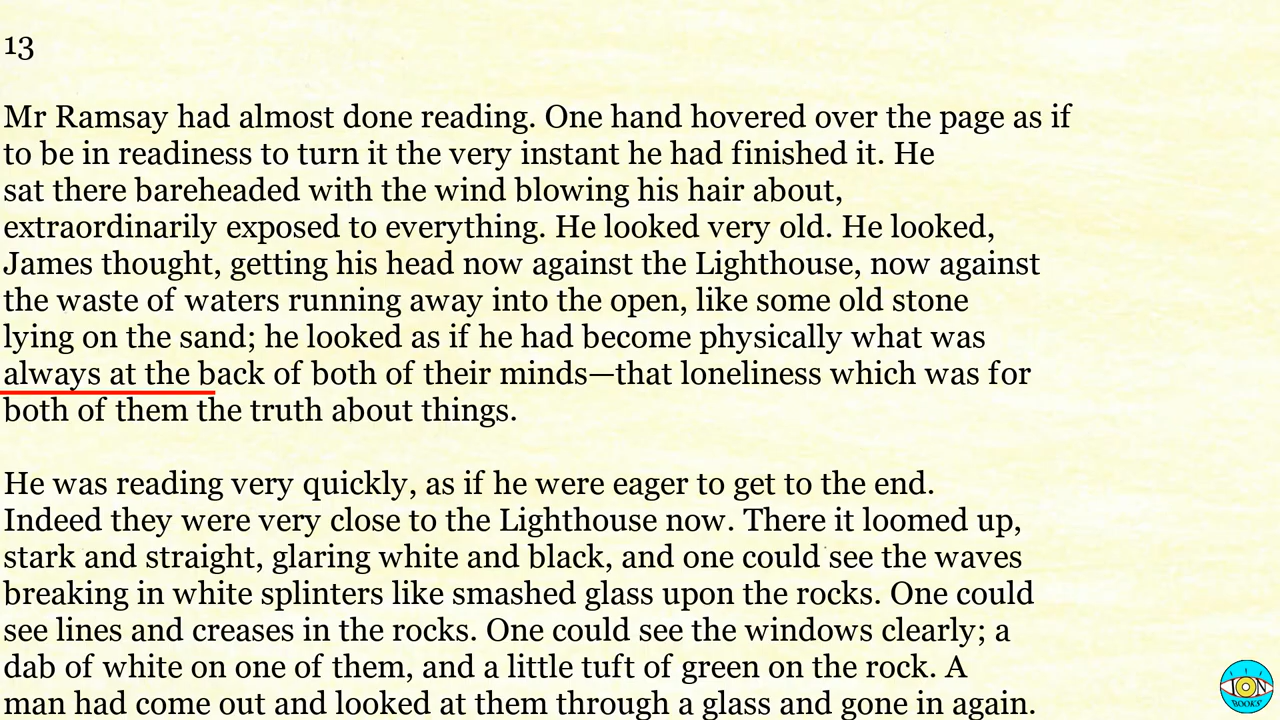 13
Mr Ramsay had almost done reading. One hand hovered over the page as if
to be in readiness to turn it the very instant he had finished it. He
sat there bareheaded with the wind blowing his hair about,
extraordinarily exposed to everything. He looked very old. He looked,
James thought, getting his head now against the Lighthouse, now against
the waste of waters running away into the open, like some old stone
lying on the sand; he looked as if he had become physically what was
always at the back of both of their minds—that loneliness which was for
both of them the truth about things.
He was reading very quickly, as if he were eager to get to the end.
Indeed they were very close to the Lighthouse now. There it loomed up,
stark and straight, glaring white and black, and one could see the waves
breaking in white splinters like smashed glass upon the rocks. One could
see lines and creases in the rocks. One could see the windows clearly; a
dab of white on one of them, and a little tuft of green on the rock. A
man had come out and looked at them through a glass and gone in again.
ION
BOOKS